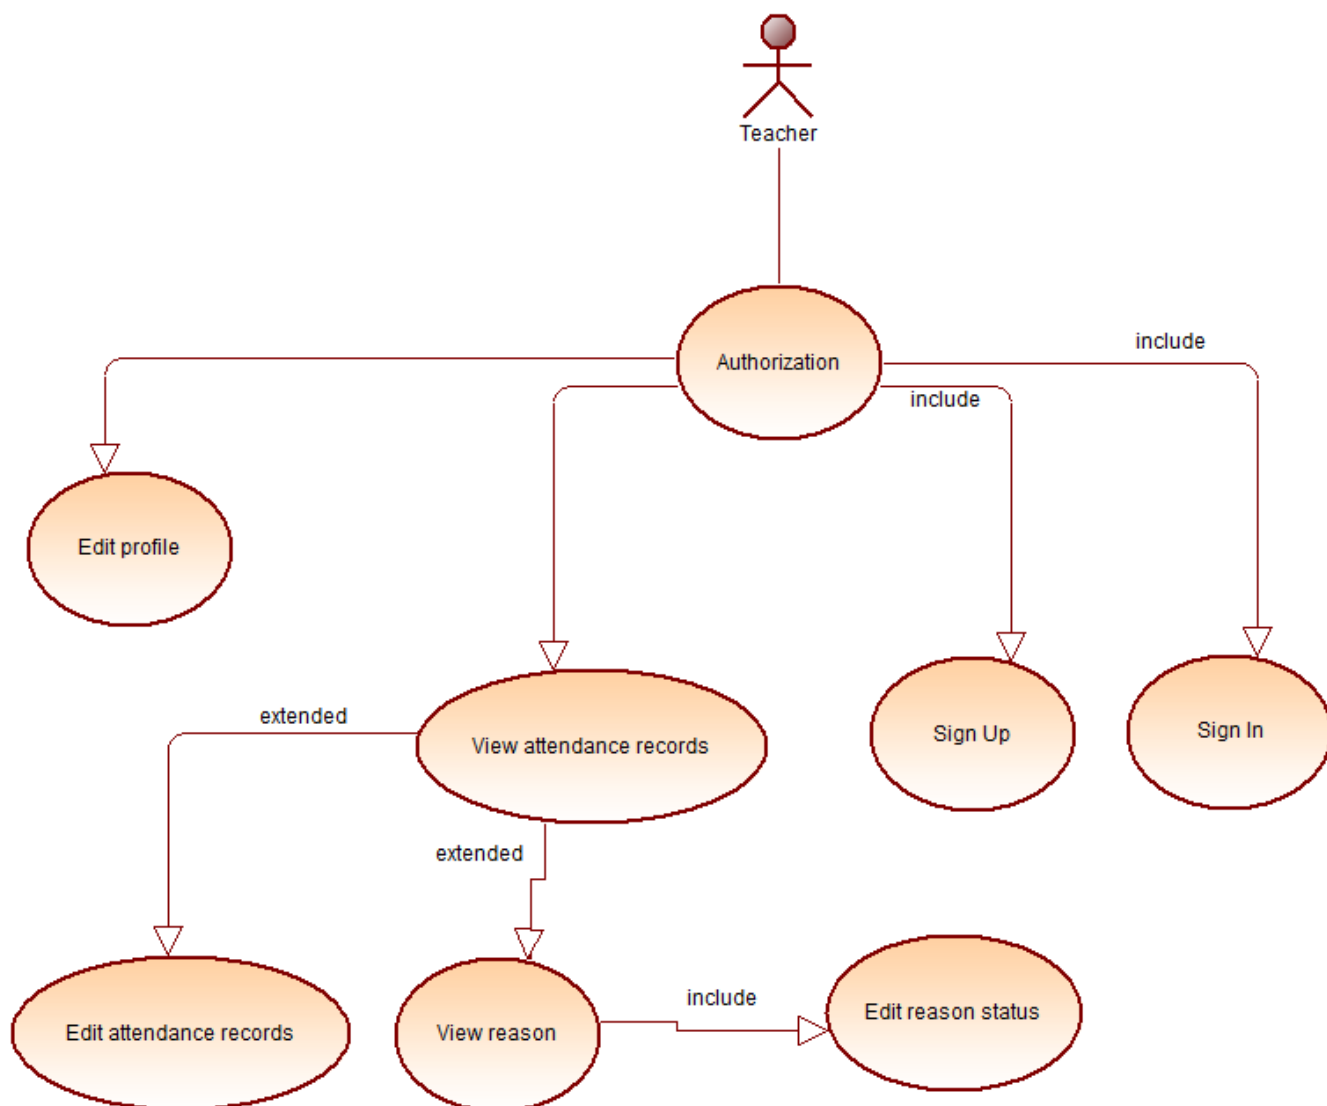 Teacher
Authorization
include
include
Edit profile
extended
View attendance records
Sign Up
Sign In
extended
Edit attendance records
View reason
include
Edit reason status